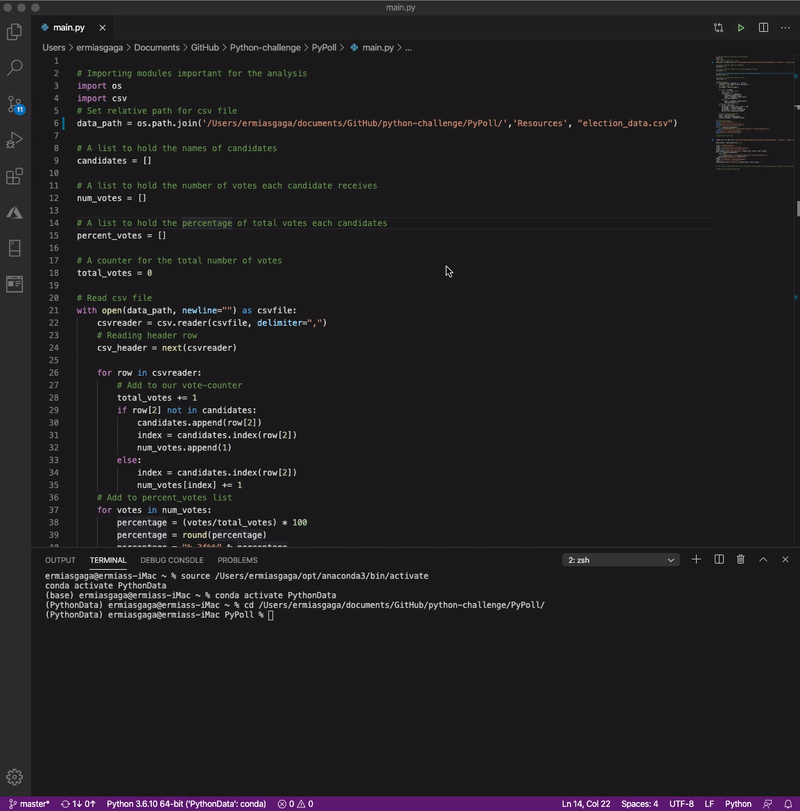 main.py
main.py
Users > ermiasgaga > Documents > GitHub > Python-challenge > PyPoll > main.py > ...
1
2 # Importing modules important for the analysis
3 import os
4 import csv
5 # Set relative path for csv file
6 data_path = os.path.join('/Users/ermiasgaga/documents/GitHub/python-challenge/PyPoll/','Resources', "election_data.csv")
7
8 # A list to hold the names of candidates
9 candidates = []
10
11 # A list to hold the number of votes each candidate receives
12 num_votes = []
13
14 # A list to hold the percentage of total votes each candidates
15 percent_votes = []
16
17 # A counter for the total number of votes
18 total_votes = 0
19
20 # Read csv file
21 with open(data_path, newline="") as csvfile:
22 csvreader = csv.reader(csvfile, delimiter=",")
23 # Reading header row
24 csv_header = next(csvreader)
25
26 for row in csvreader:
27 # Add to our vote-counter
28 total_votes += 1
29 if row[2] not in candidates:
30 candidates.append(row[2])
31 index = candidates.index(row[2])
32 num_votes.append(1)
33 else:
34 index = candidates.index(row[2])
35 num_votes[index] += 1
36 # Add to percent_votes list
37 for votes in num_votes:
38 percentage = (votes/total_votes) * 100
39 percentage = round(percentage)
11
OUTPUT TERMINAL DEBUG CONSOLE PROBLEMS 2: zsh
ermiasgaga@ermiass-iMac ~ % source /Users/ermiasgaga/opt/anaconda3/bin/activate
conda activate PythonData
(base) ermiasgaga@ermiass-iMac ~ % conda activate PythonData
(PythonData) ermiasgaga@ermiass-iMac ~ % cd /Users/ermiasgaga/documents/GitHub/python-challenge/PyPoll/
(PythonData) ermiasgaga@ermiass-iMac PyPoll %
master* 1↓ 0↑ Python 3.6.10 64-bit ('PythonData': conda) 0 0 Ln 14, Col 22 Spaces: 4 UTF-8 LF Python